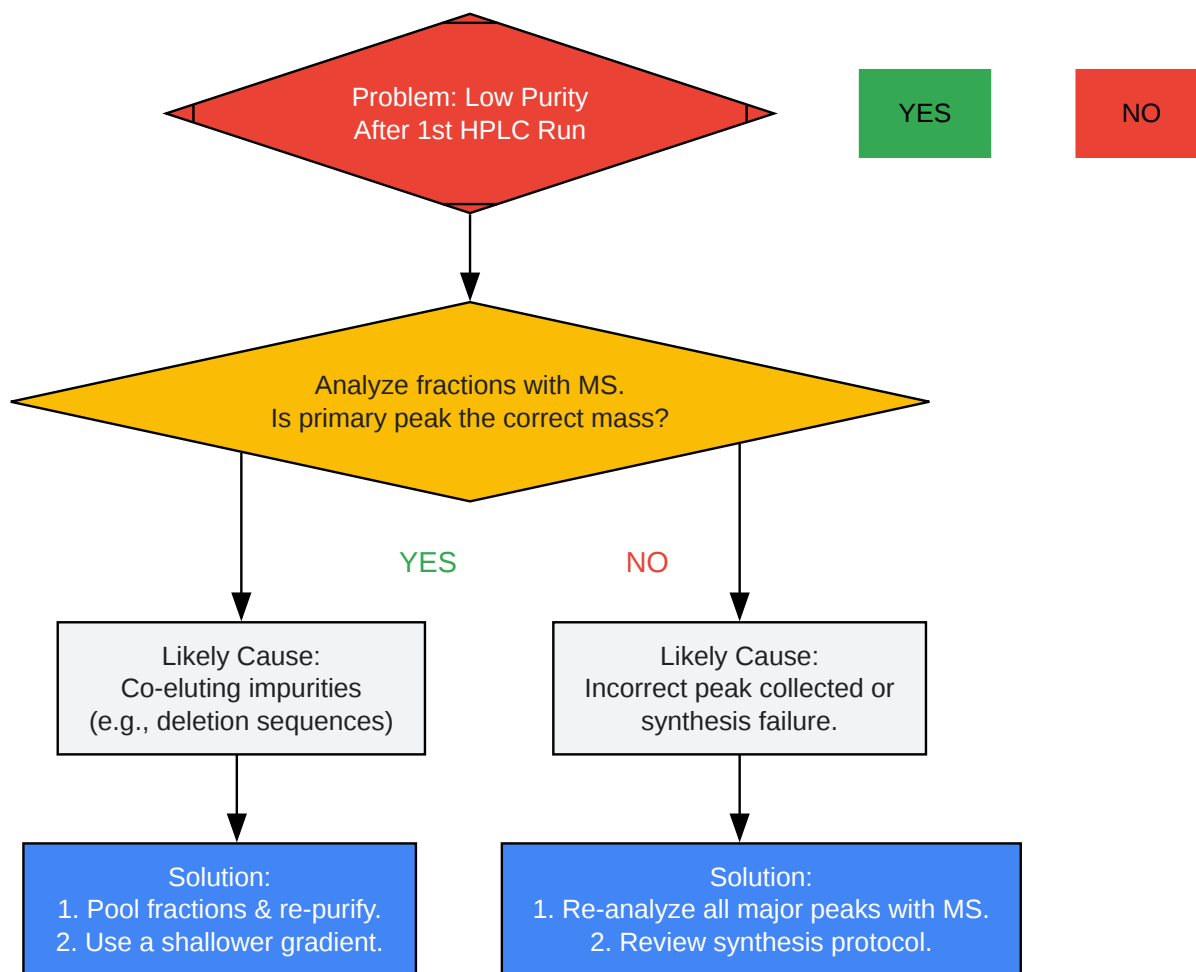 Problem: Low Purity
After 1st HPLC Run
YES
NO
Analyze fractions with MS.
Is primary peak the correct mass?
YES
NO
Likely Cause:
Co-eluting impurities
(e.g., deletion sequences)
Likely Cause:
Incorrect peak collected or
synthesis failure.
Solution:
1. Pool fractions & re-purify.
2. Use a shallower gradient.
Solution:
1. Re-analyze all major peaks with MS.
2. Review synthesis protocol.